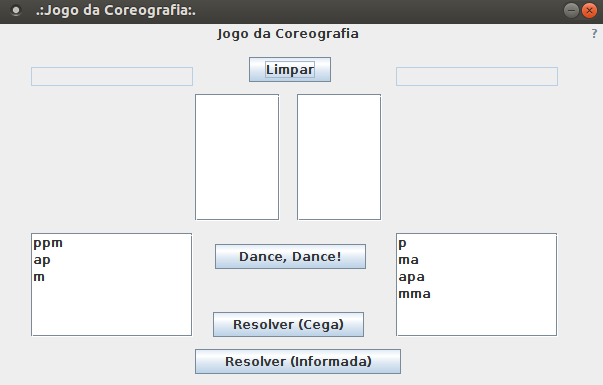 .:Jogo da Coreografia:.
Jogo da Coreografia
?
Limpar
ppm
ap
m
Dance, Dance!
p
ma
apa
mma
Resolver (Cega)
Resolver (Informada)